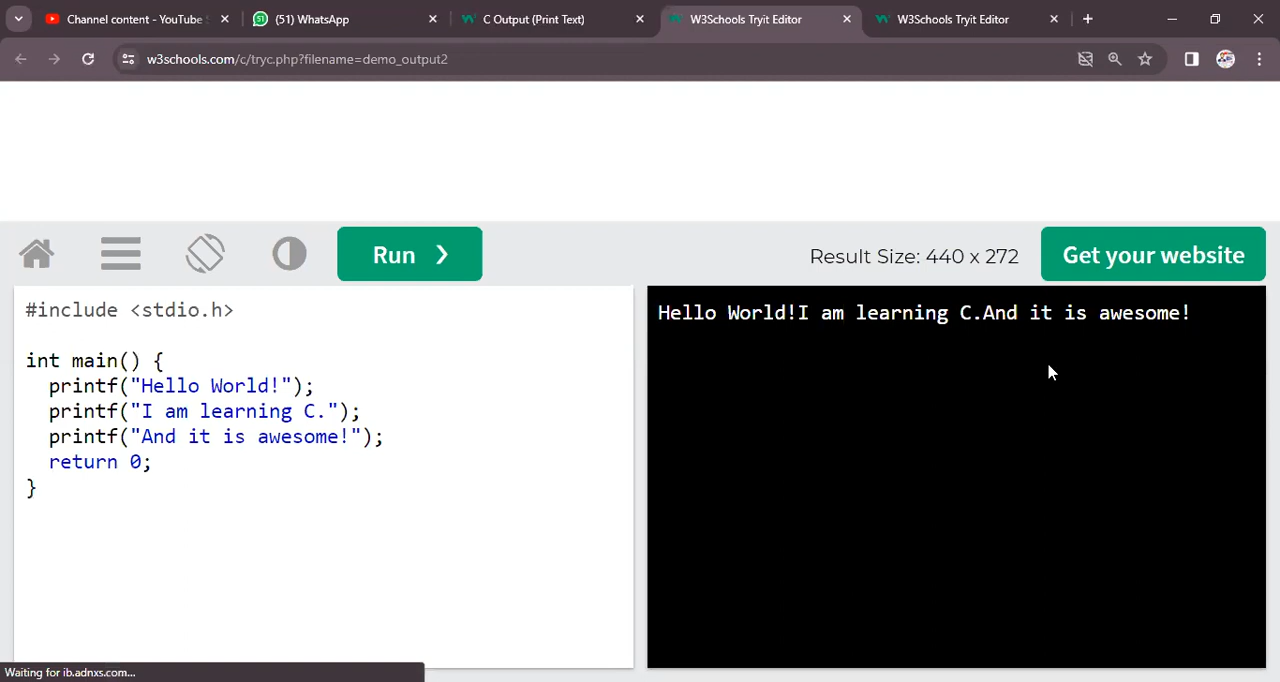 Channel content - YouTube
(51) WhatsApp
C Output (Print Text)
W3Schools Tryit Editor
W3Schools Tryit Editor
w3schools.com/c/tryc.php?filename=demo_output2
Run ❯
Result Size: 440 x 272
Get your website
#include <stdio.h>
int main() {
printf("Hello World!");
printf("I am learning C.");
printf("And it is awesome!");
return 0;
}
Hello World!I am learning C.And it is awesome!
Waiting for ib.adnxs.com...